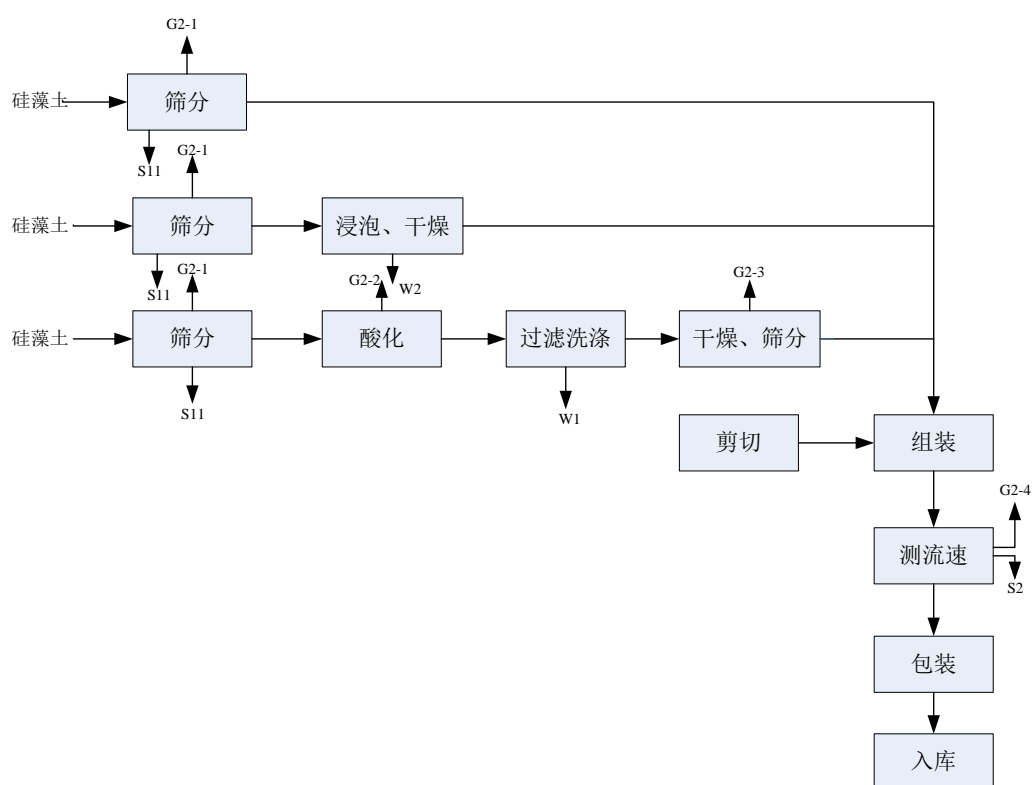 G2-1
硅藻土
筛分
S11
G2-1
硅藻土
筛分
浸泡、干燥
S11
G2-1
G2-2
W2
G2-3
硅藻土
筛分
酸化
过滤洗涤
干燥、筛分
S11
W1
剪切
组装
G2-4
测流速
S2
包装
入库